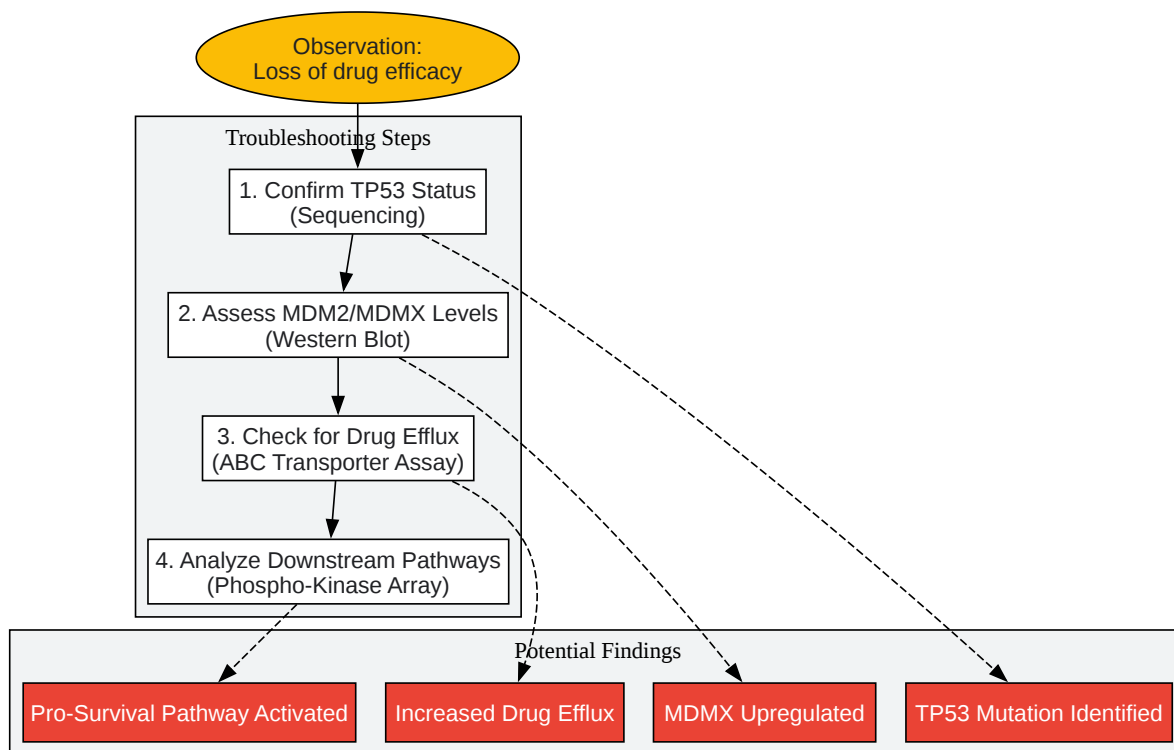 Observation:
Loss of drug efficacy
Troubleshooting Steps
1. Confirm TP53 Status
(Sequencing)
2. Assess MDM2/MDMX Levels
(Western Blot)
3. Check for Drug Efflux
(ABC Transporter Assay)
4. Analyze Downstream Pathways
(Phospho-Kinase Array)
Potential Findings
Pro-Survival Pathway Activated
Increased Drug Efflux
MDMX Upregulated
TP53 Mutation Identified